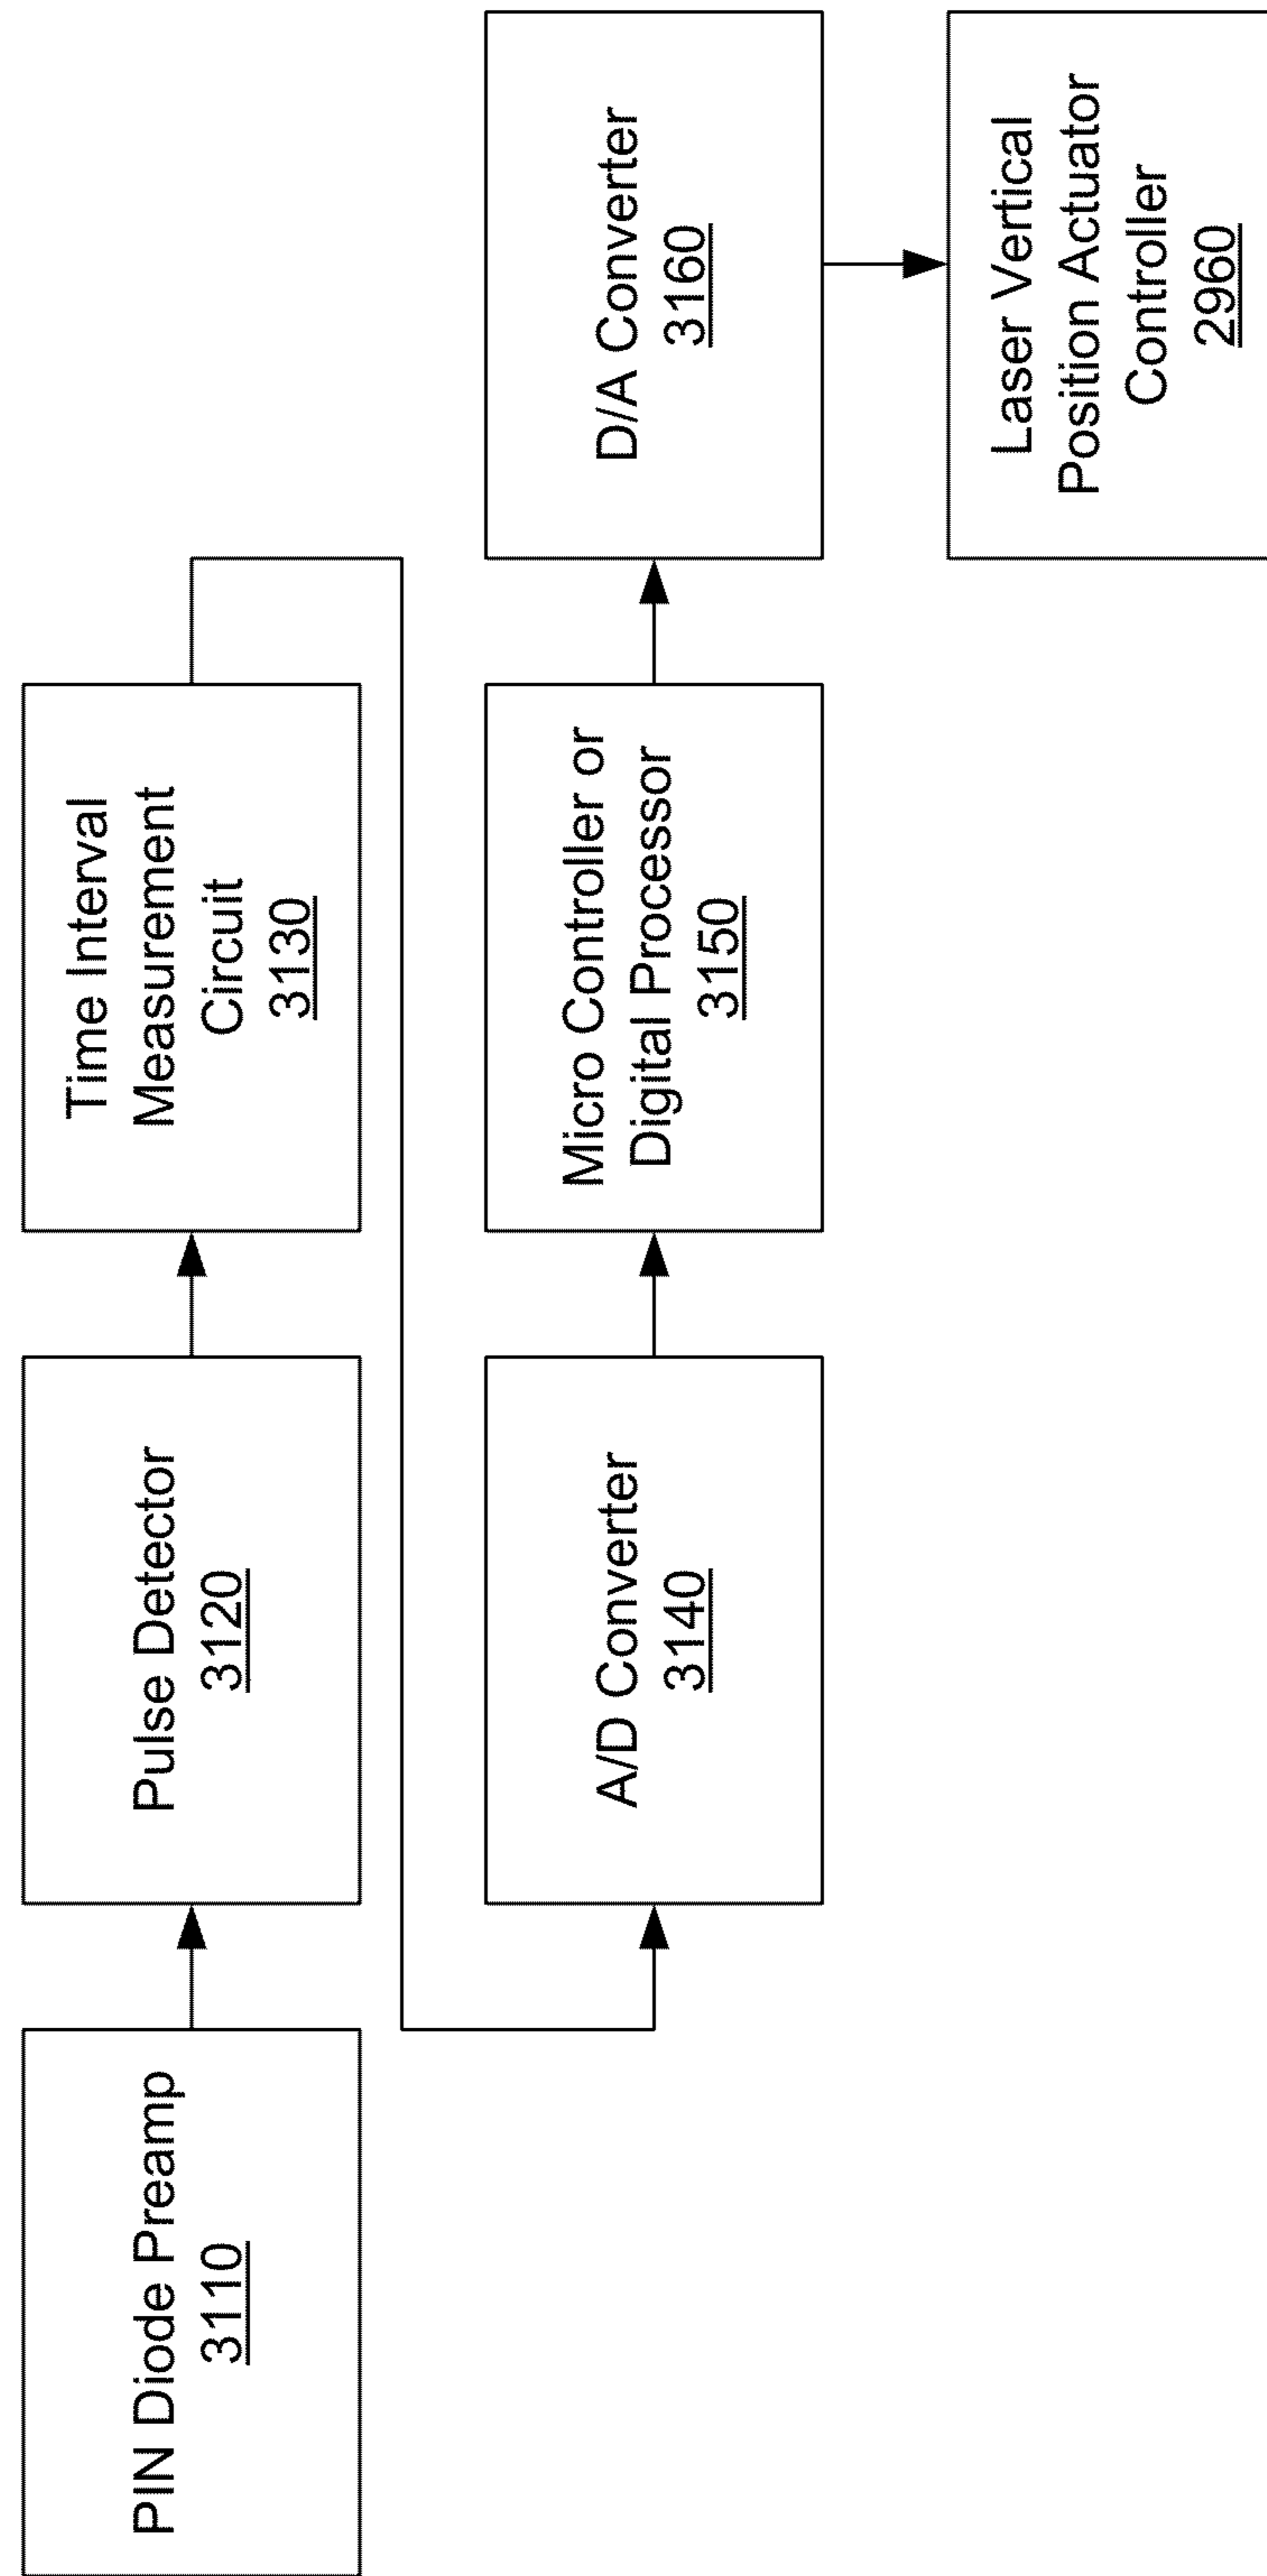 PIN Diode Preamp
3110
Pulse Detector
3120
Time Interval
Measurement
Circuit
3130
A/D Converter
3140
Micro Controller or
Digital Processor
3150
D/A Converter
3160
Laser Vertical
Position Actuator
Controller
2960